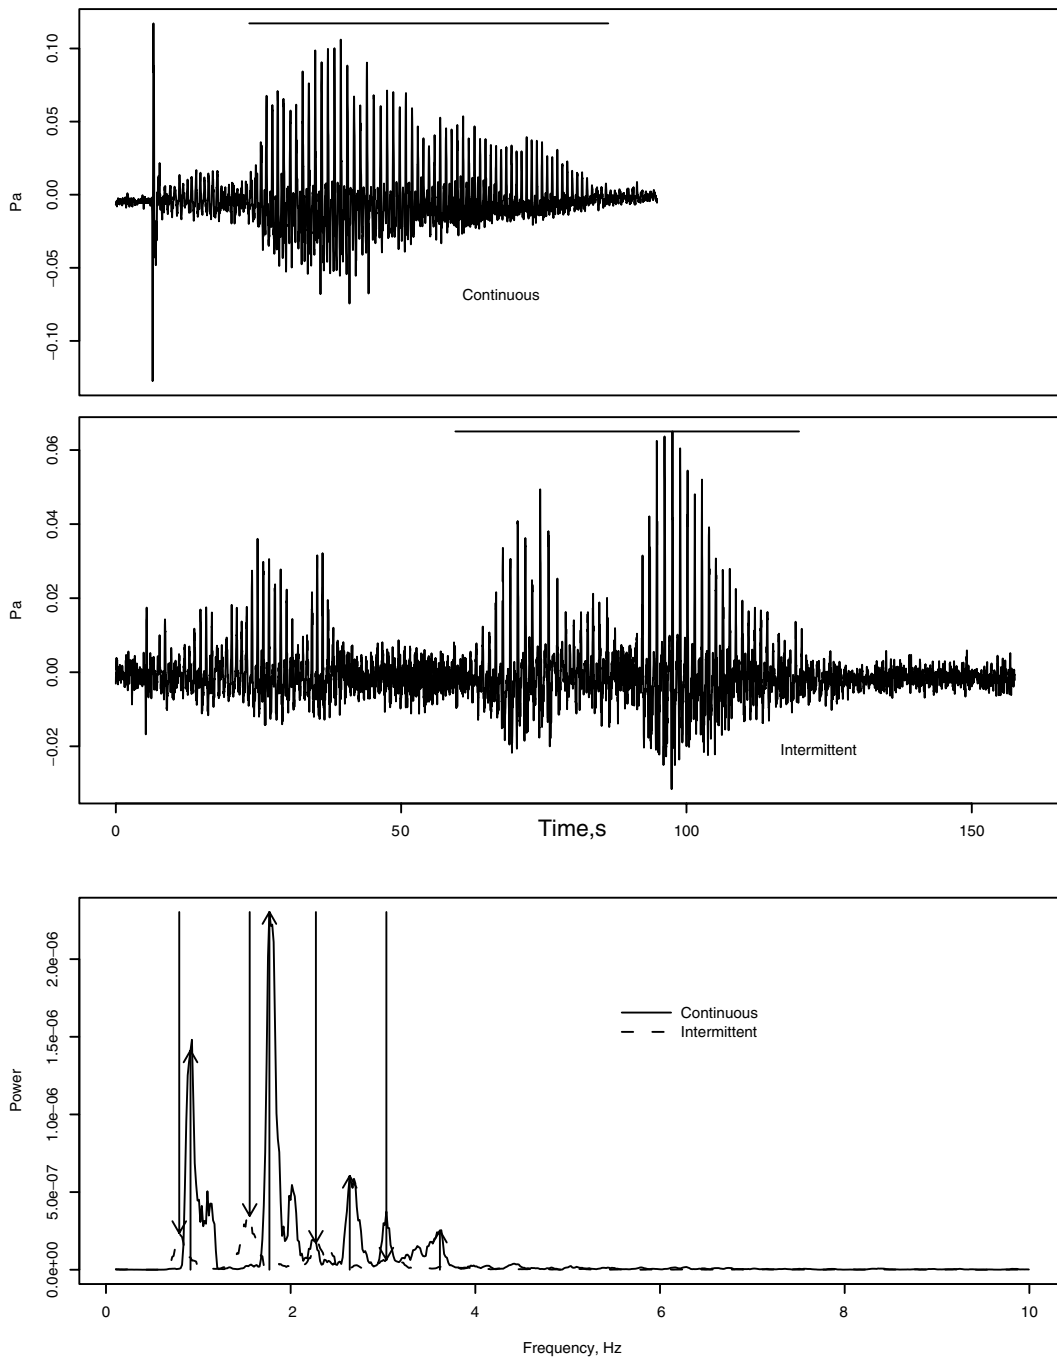 0.10
0.05
0.00
−0.05
−0.10
Pa
Continuous
0.06
0.04
0.02
0.00
−0.02
Pa
Intermittent
0 50 100 150
Time,s
2.0e−06
1.5e−06
1.0e−06
5.0e−07
0.0e+00
Power
Continuous
Intermittent
0 2 4 6 8 10
Frequency, Hz